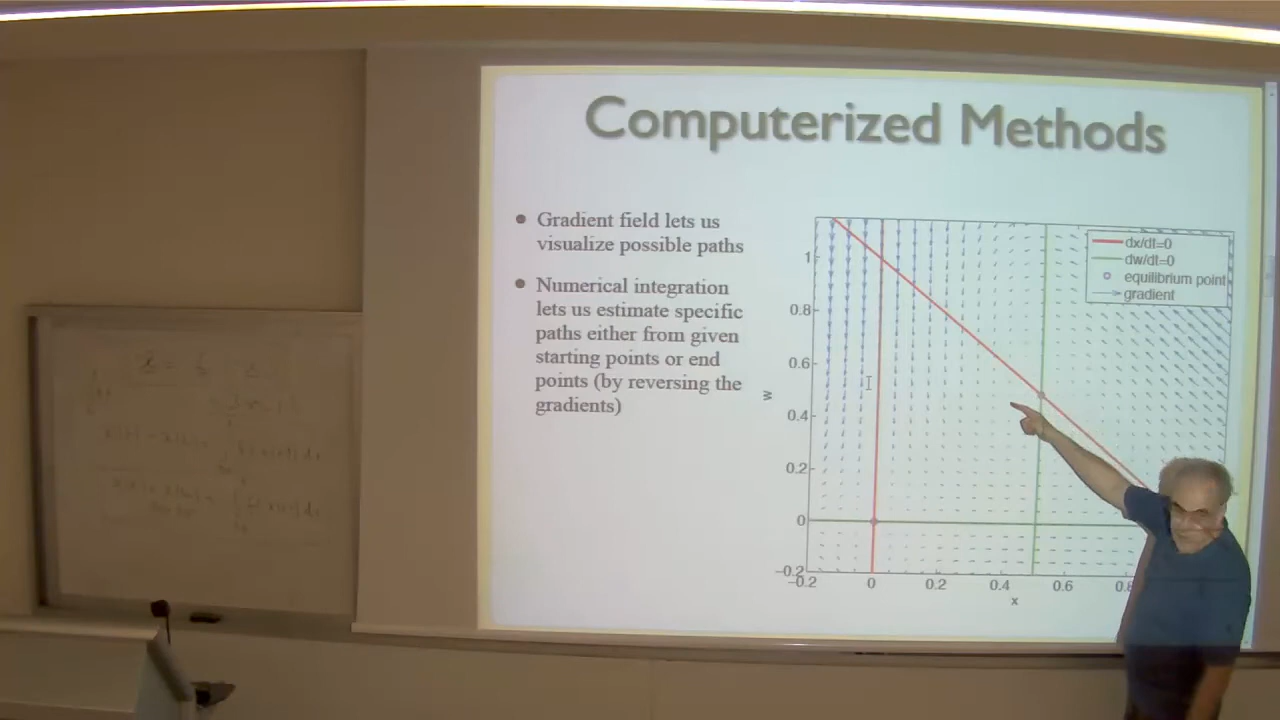 Computerized Methods
• Gradient field lets us
visualize possible paths
• Numerical integration
lets us estimate specific
paths either from given
starting points or end
points (by reversing the
gradients)
dx/dt=0
dw/dt=0
equilibrium point
gradient
1
0.8
0.6
0.4
0.2
0
−0.2
w
−0.2
0
0.2
0.4
0.6
x